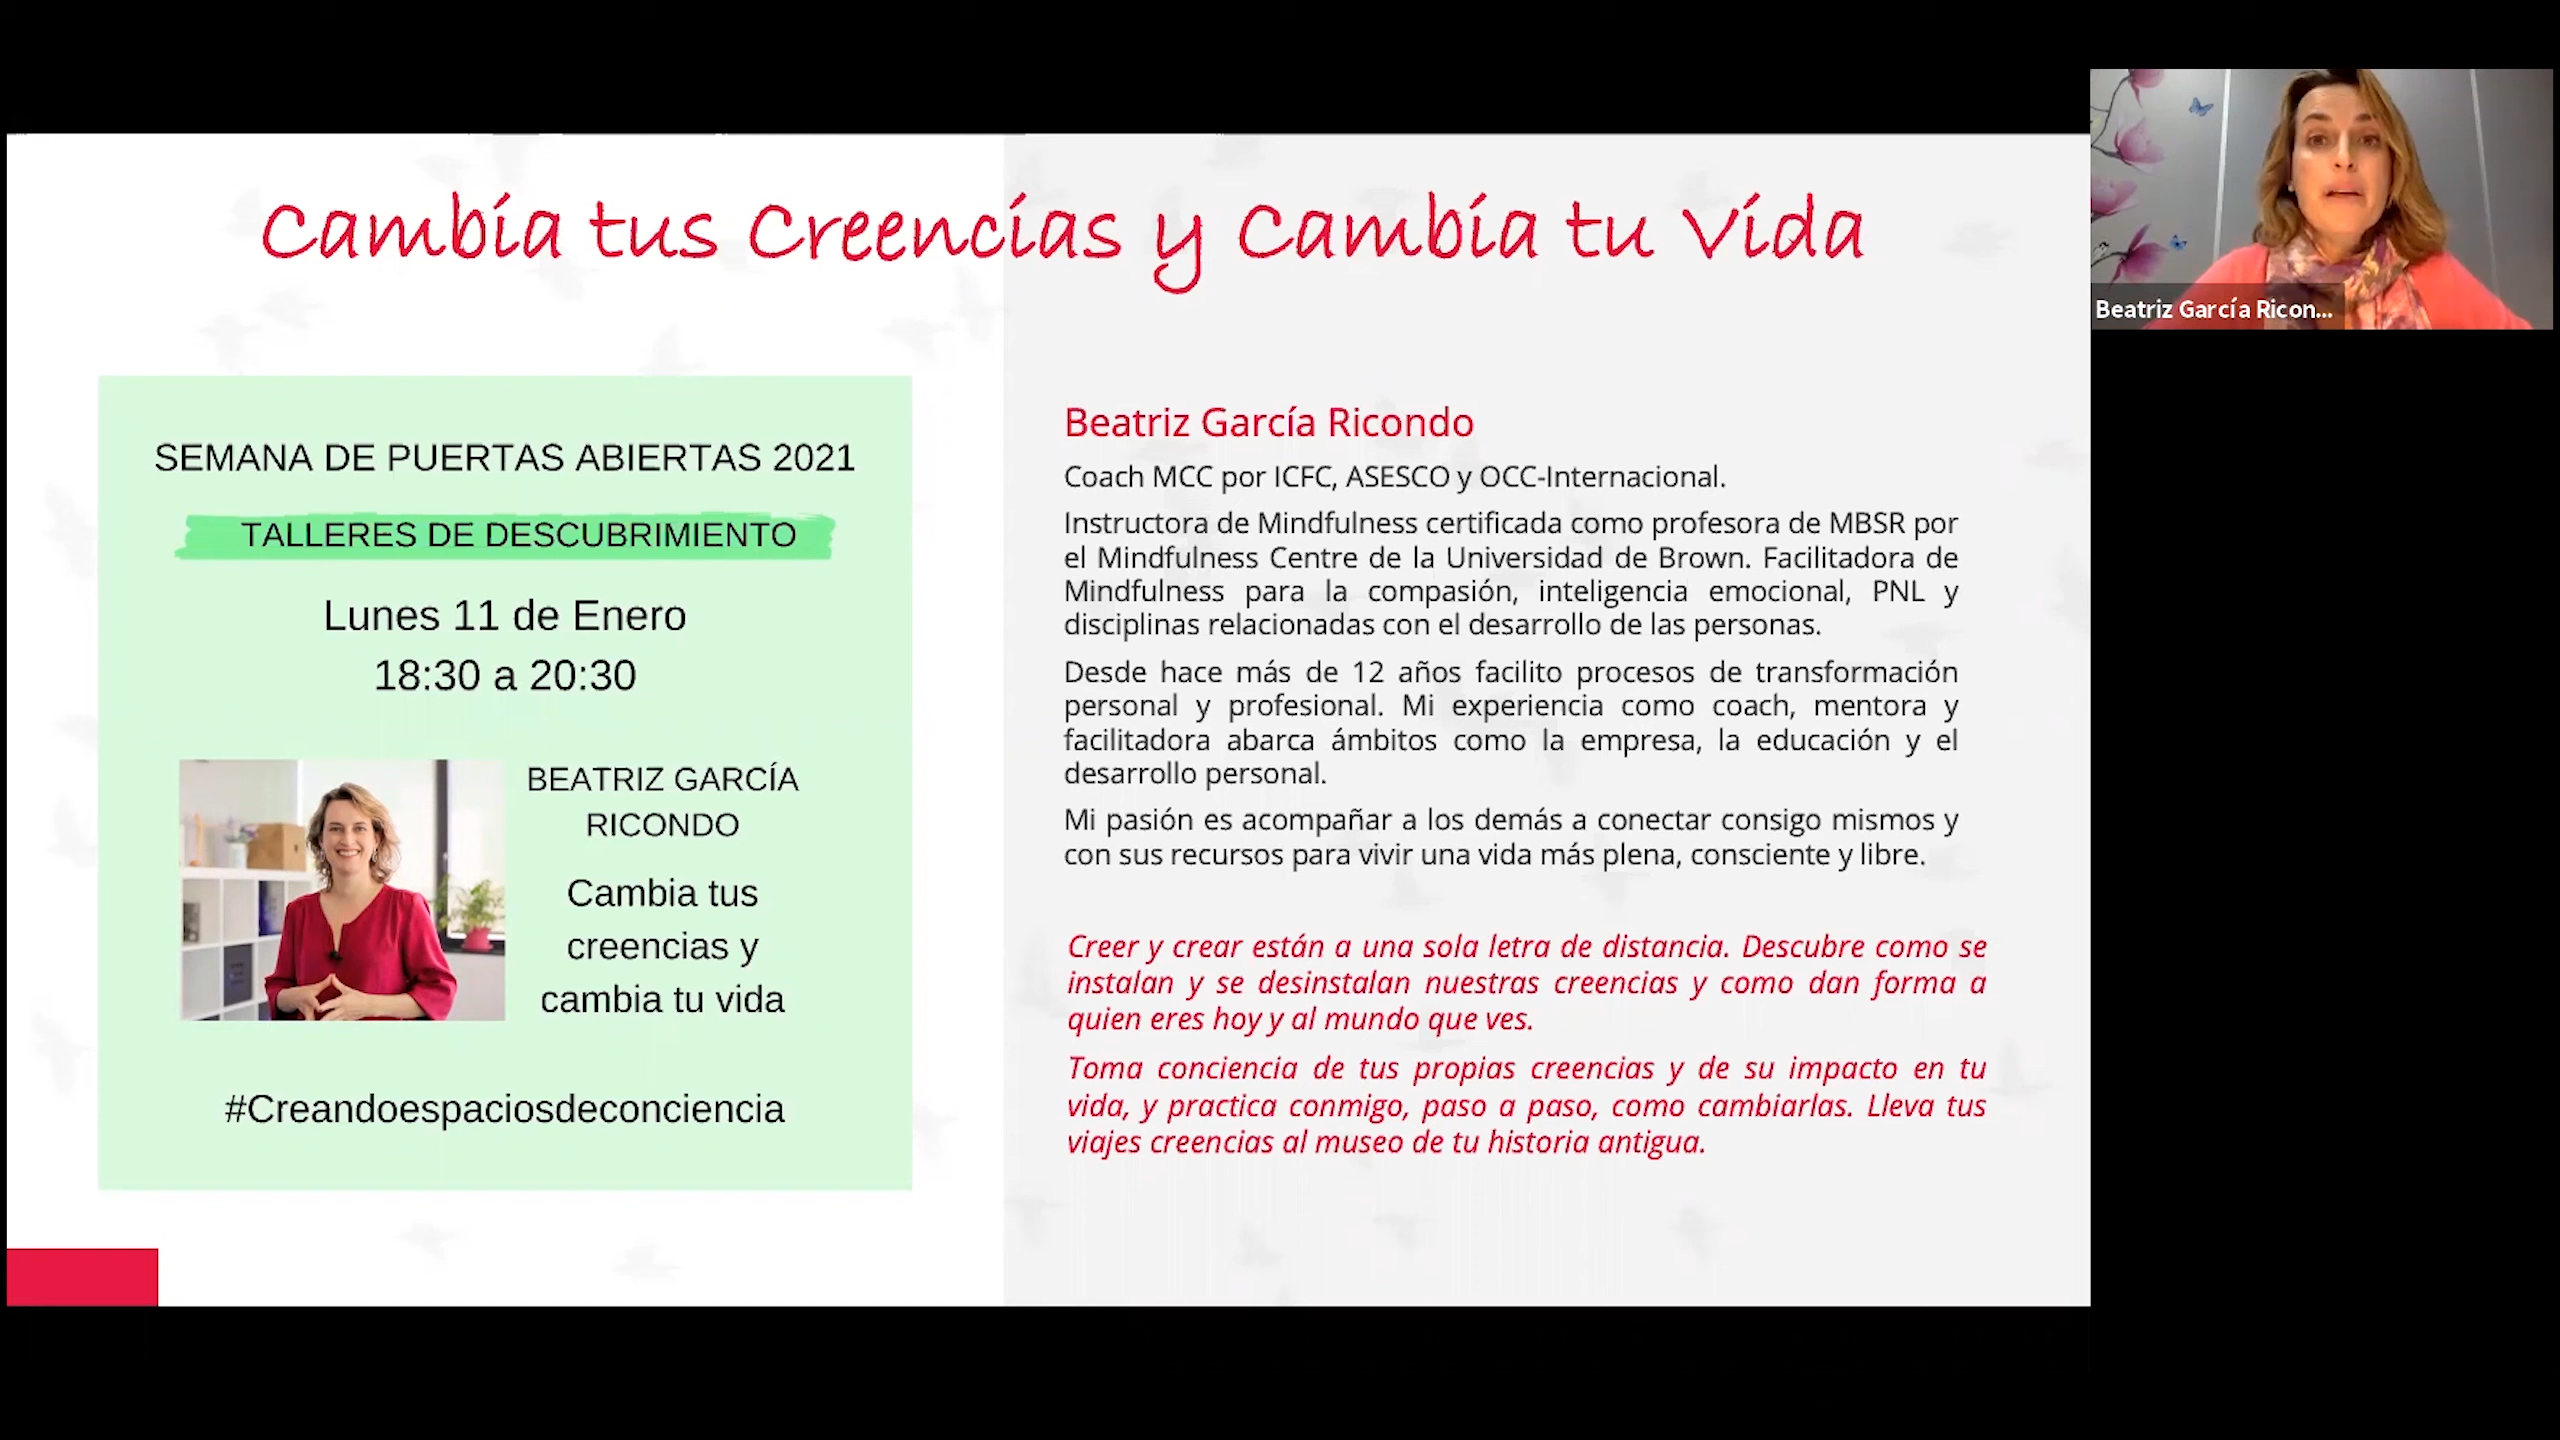 Cambia tus Creencias y Cambia tu Vida
SEMANA DE PUERTAS ABIERTAS 2021
TALLERES DE DESCUBRIMIENTO
Lunes 11 de Enero
18:30 a 20:30
BEATRIZ GARCÍA
RICONDO
Cambia tus
creencias y
cambia tu vida
#Creandoespaciosdeconciencia
Beatriz García Ricondo
Coach MCC por ICFC, ASESCO y OCC-Internacional.
Instructora de Mindfulness certificada como profesora de MBSR por
el Mindfulness Centre de la Universidad de Brown. Facilitadora de
Mindfulness para la compasión, inteligencia emocional, PNL y
disciplinas relacionadas con el desarrollo de las personas.
Desde hace más de 12 años facilito procesos de transformación
personal y profesional. Mi experiencia como coach, mentora y
facilitadora abarca ámbitos como la empresa, la educación y el
desarrollo personal.
Mi pasión es acompañar a los demás a conectar consigo mismos y
con sus recursos para vivir una vida más plena, consciente y libre.
Creer y crear están a una sola letra de distancia. Descubre como se
instalan y se desinstalan nuestras creencias y como dan forma a
quien eres hoy y al mundo que ves.
Toma conciencia de tus propias creencias y de su impacto en tu
vida, y practica conmigo, paso a paso, como cambiarlas. Lleva tus
viajes creencias al museo de tu historia antigua.
Beatriz García Ricon...